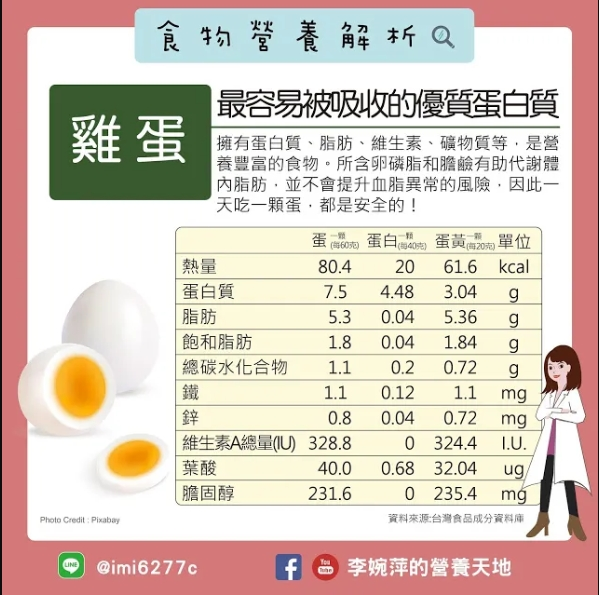 食物營養解析
雞蛋
最容易被吸收的優質蛋白質
擁有蛋白質、脂肪、維生素、礦物質等，是營
養豐富的食物。所含卵磷脂和膽鹼有助代謝體
內脂肪，並不會提升血脂異常的風險，因此一
天吃一顆蛋，都是安全的！
蛋 一顆(每60克) 蛋白 一顆(每40克) 蛋黃 一顆(每20克) 單位
熱量 80.4 20 61.6 kcal
蛋白質 7.5 4.48 3.04 g
脂肪 5.3 0.04 5.36 g
飽和脂肪 1.8 0.04 1.84 g
總碳水化合物 1.1 0.2 0.72 g
鐵 1.1 0.12 1.1 mg
鋅 0.8 0.04 0.72 mg
維生素A總量(IU) 328.8 0 324.4 I.U.
葉酸 40.0 0.68 32.04 ug
膽固醇 231.6 0 235.4 mg
Photo Credit : Pixabay
資料來源:台灣食品成分資料庫
LINE @imi6277c
You Tube 李婉萍的營養天地